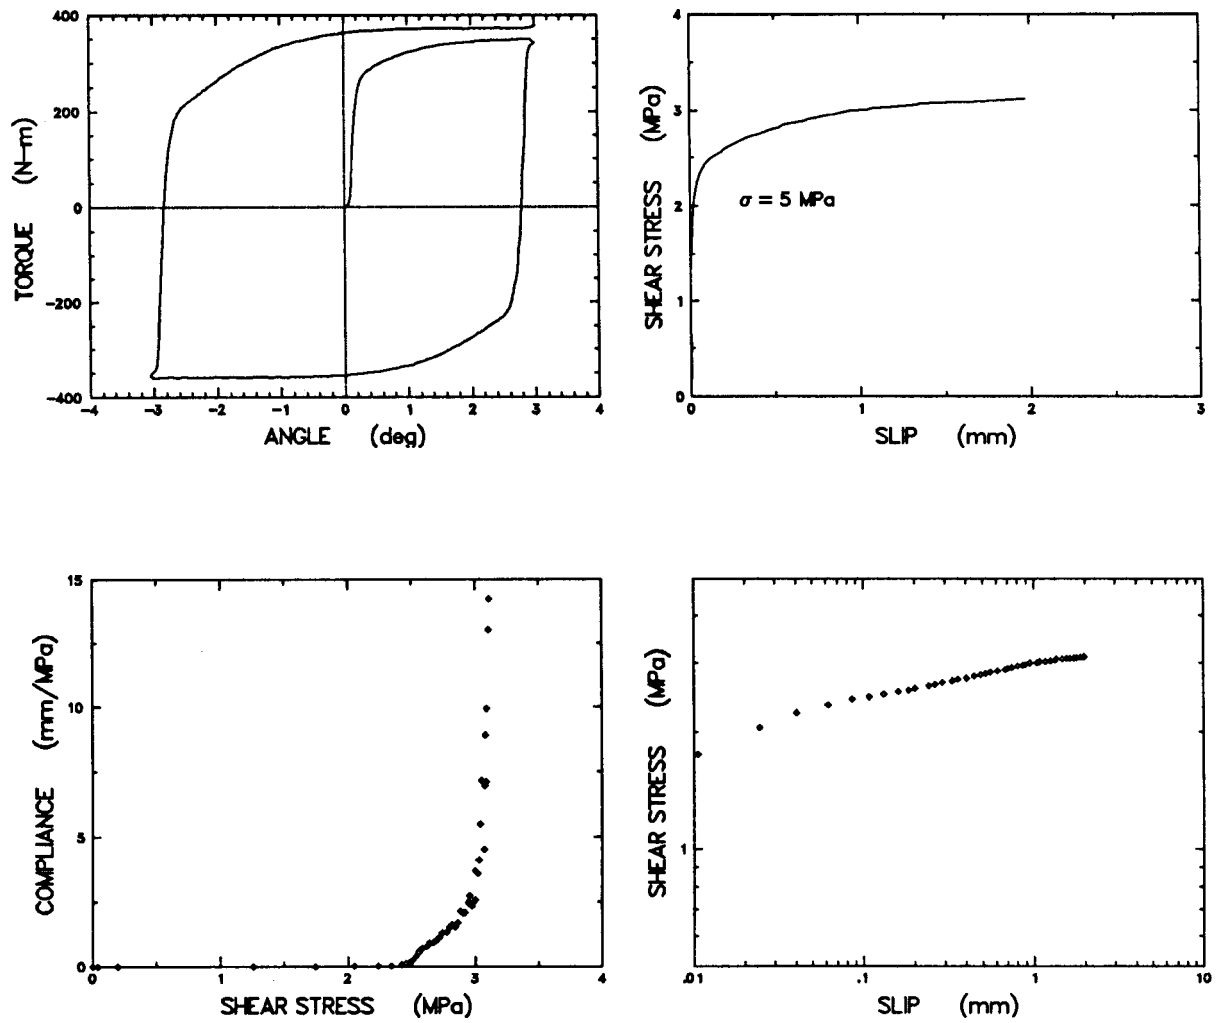 400
200
0
-200
-400
TORQUE (N-m)
-4 -3 -2 -1 0 1 2 3 4
ANGLE (deg)
4
3
2
1
0
SHEAR STRESS (MPa)
σ = 5 MPa
0 1 2 3
SLIP (mm)
15
10
5
0
COMPLIANCE (mm/MPa)
0 1 2 3 4
SHEAR STRESS (MPa)
1
SHEAR STRESS (MPa)
.01 .1 1 10
SLIP (mm)